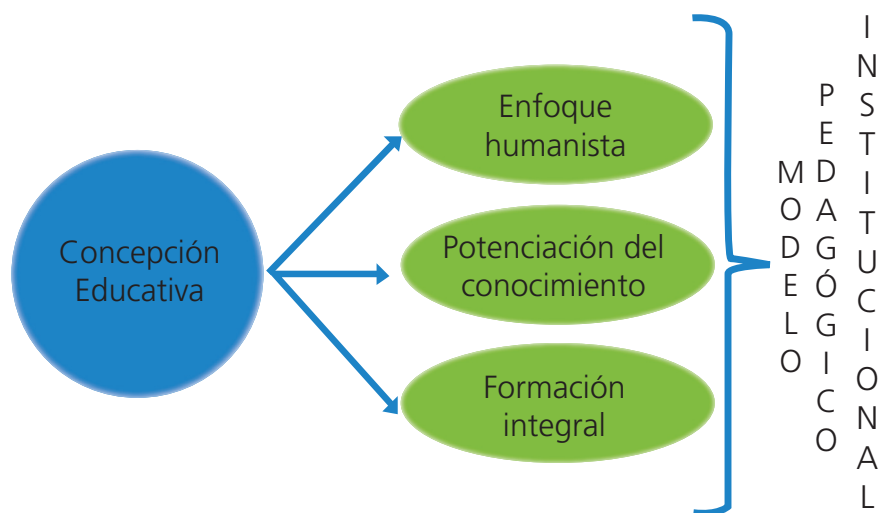 Concepción
Educativa
Enfoque
humanista
Potenciación del
conocimiento
Formación
integral
MODELO
PEDAGÓGICO
INSTITUCIONAL